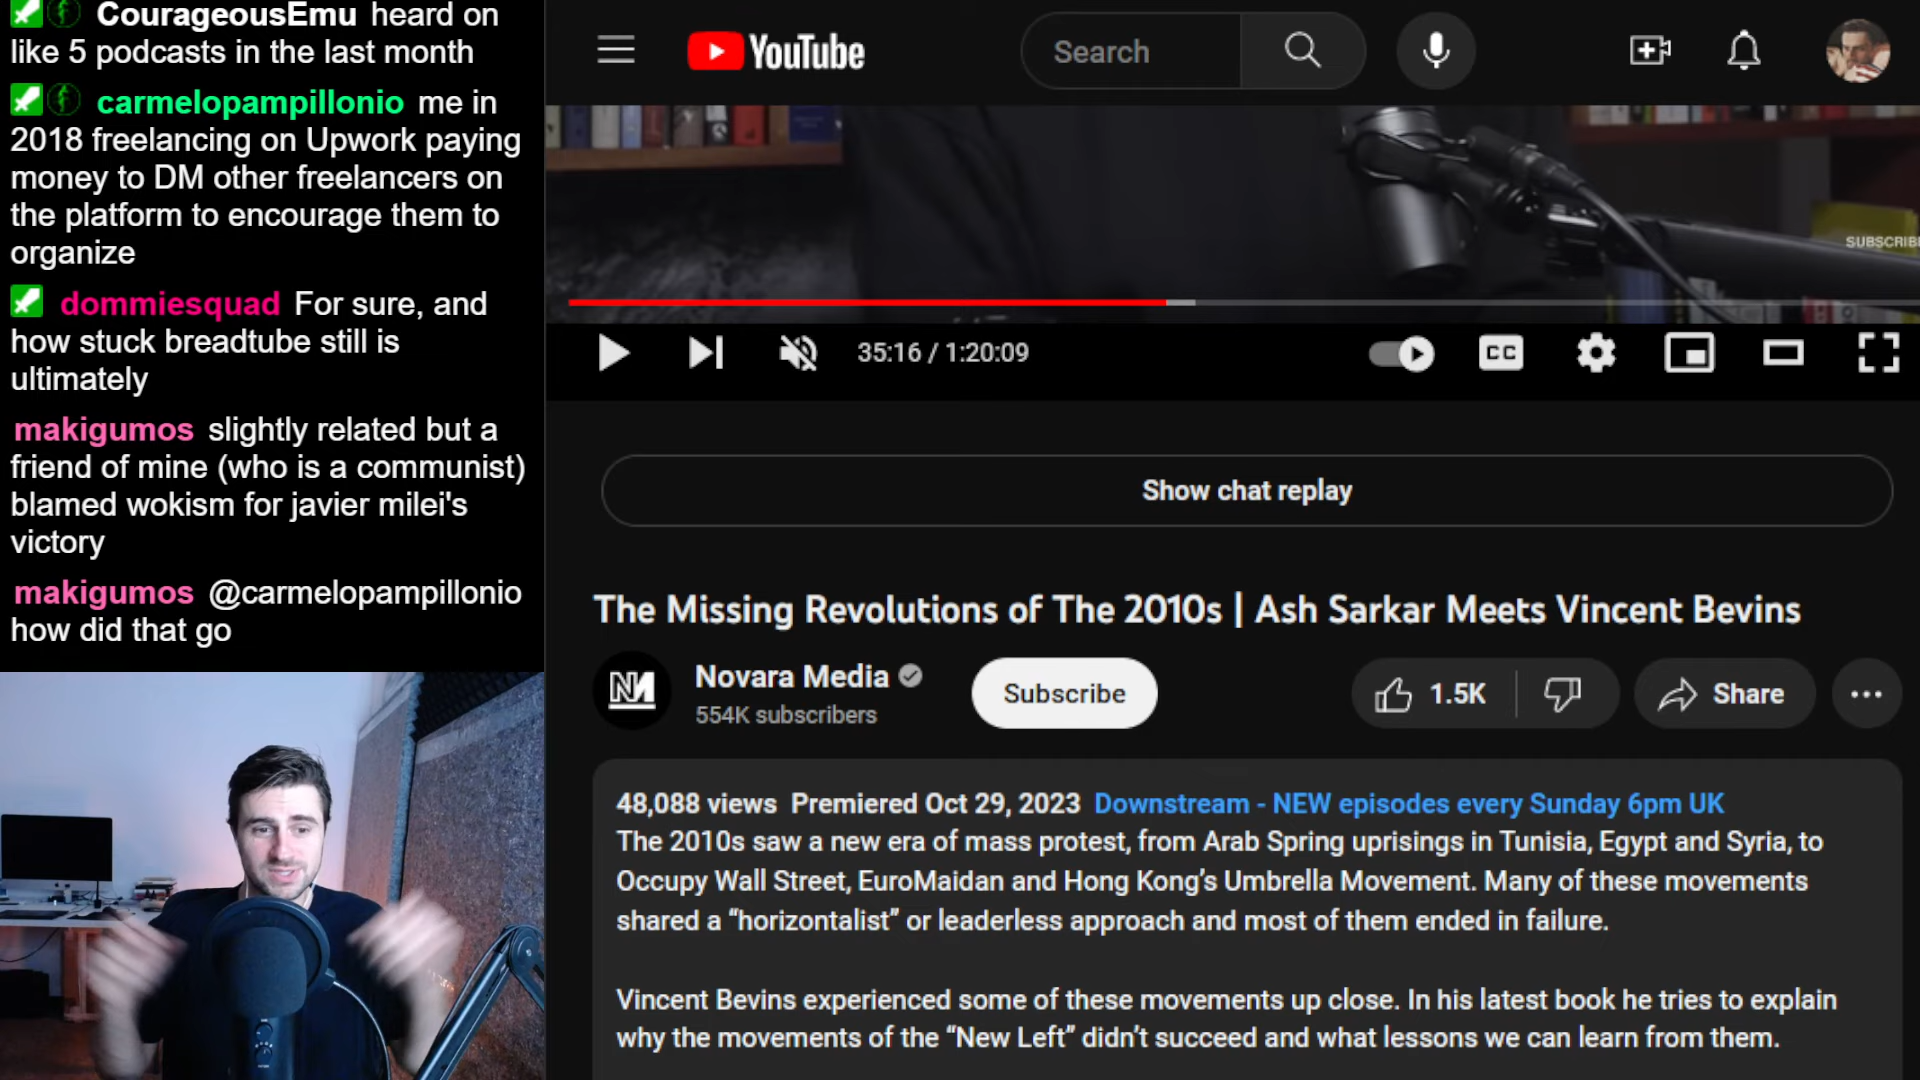 CourageousEmu heard on
like 5 podcasts in the last month
carmelopampillonio me in
2018 freelancing on Upwork paying
money to DM other freelancers on
the platform to encourage them to
organize
dommiesquad For sure, and
how stuck breadtube still is
ultimately
makigumos slightly related but a
friend of mine (who is a communist)
blamed wokism for javier milei's
victory
makigumos @carmelopampillonio
how did that go
YouTube
Search
SUBSCRIBE
35:16 / 1:20:09
CC
Show chat replay
The Missing Revolutions of The 2010s | Ash Sarkar Meets Vincent Bevins
NM
Novara Media
554K subscribers
Subscribe
1.5K
Share
48,088 views Premiered Oct 29, 2023 Downstream - NEW episodes every Sunday 6pm UK
The 2010s saw a new era of mass protest, from Arab Spring uprisings in Tunisia, Egypt and Syria, to
Occupy Wall Street, EuroMaidan and Hong Kong’s Umbrella Movement. Many of these movements
shared a “horizontalist” or leaderless approach and most of them ended in failure.
Vincent Bevins experienced some of these movements up close. In his latest book he tries to explain
why the movements of the “New Left” didn’t succeed and what lessons we can learn from them.